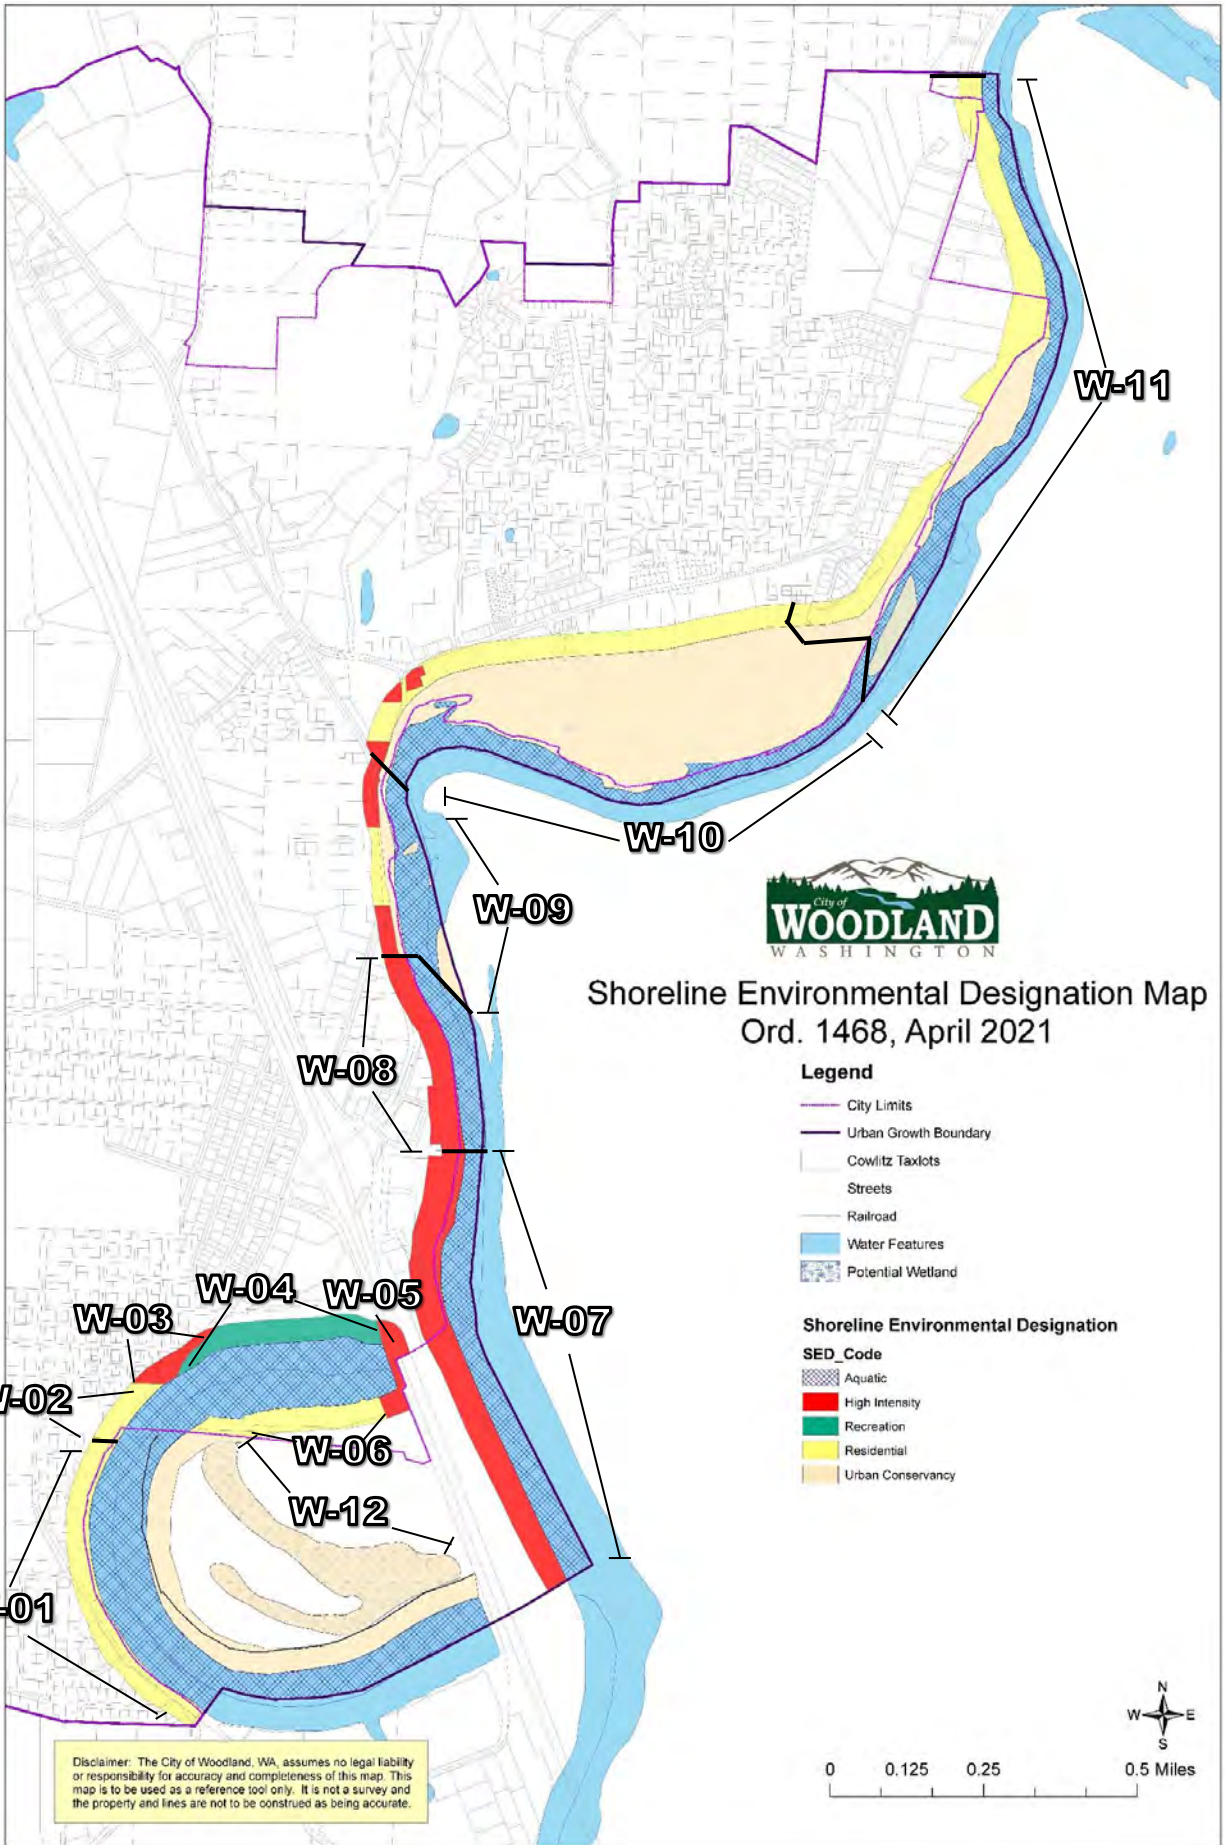 W-11
W-10
W-09
City of
WOODLAND
WASHINGTON
Shoreline Environmental Designation Map
Ord. 1468, April 2021
W-08
Legend
City Limits
Urban Growth Boundary
Cowlitz Taxlots
Streets
Railroad
Water Features
Potential Wetland
W-04
W-05
W-03
W-07
Shoreline Environmental Designation
SED_Code
Aquatic
High Intensity
Recreation
Residential
Urban Conservancy
-02
W-06
W-12
-01
N
W E
S
0 0.125 0.25 0.5 Miles
Disclaimer: The City of Woodland, WA, assumes no legal liability
or responsibility for accuracy and completeness of this map. This
map is to be used as a reference tool only. It is not a survey and
the property and lines are not to be construed as being accurate.